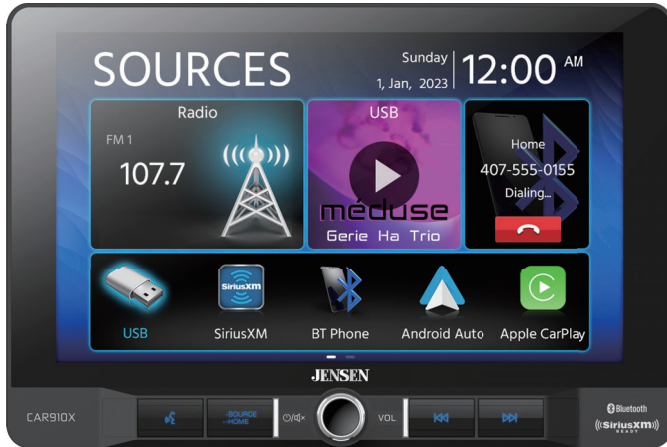 SOURCES
Sunday
1, Jan, 2023
12:00 AM
Radio
FM 1
107.7
USB
méduse
Gerie Ha Trio
Home
407-555-0155
Dialing...
SiriusXM
USB
SiriusXM
BT Phone
Android Auto
Apple CarPlay
JENSEN
CAR910X
-SOURCE
--HOME
VOL
Bluetooth
((SiriusXM))
READY